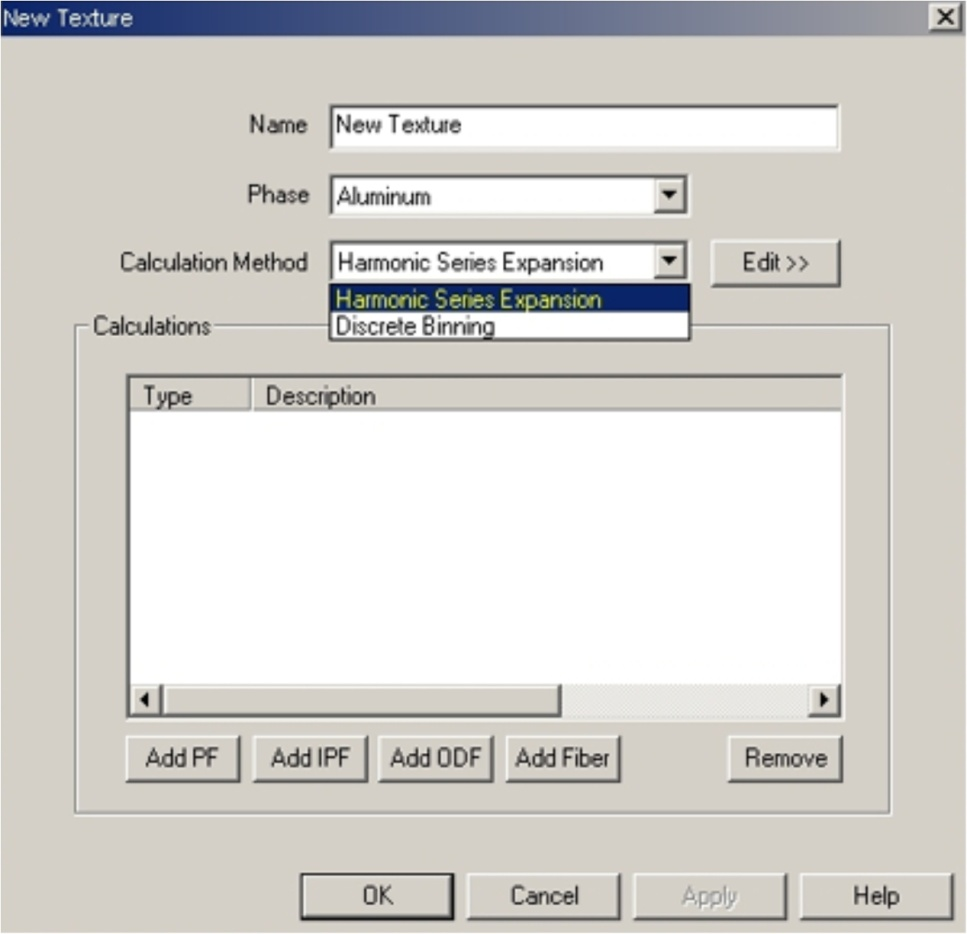 New Texture
Name New Texture
Phase Aluminum
Calculation Method Harmonic Series Expansion Edit >>
Harmonic Series Expansion
Discrete Binning
Calculations
Type Description
Add PF Add IPF Add ODF Add Fiber Remove
OK Cancel Apply Help